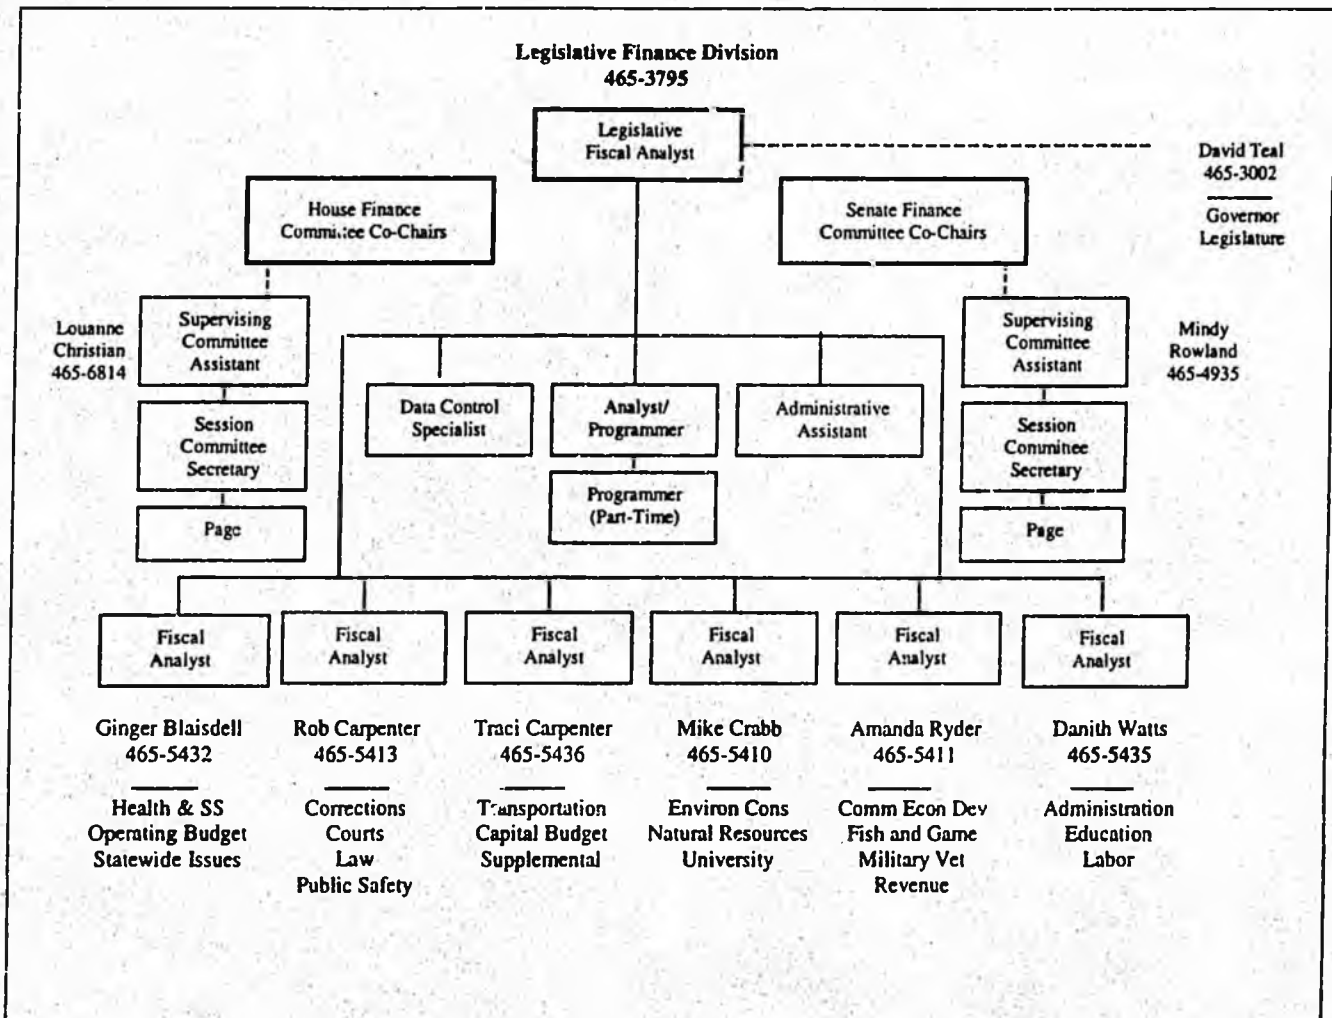 Legislative Finance Division
465-3795
Legislative
Fiscal Analyst
David Teal
465-3002
Governor
Legislature
House Finance
Committee Co-Chairs
Senate Finance
Committee Co-Chairs
Louanne
Christian
465-6814
Supervising
Committee
Assistant
Supervising
Committee
Assistant
Mindy
Rowland
465-4935
Session
Committee
Secretary
Data Control
Specialist
Analyst/
Programmer
Administrative
Assistant
Session
Committee
Secretary
Page
Programmer
(Part-Time)
Page
Fiscal
Analyst
Fiscal
Analyst
Fiscal
Analyst
Fiscal
Analyst
Fiscal
Analyst
Fiscal
Analyst
Ginger Blaisdell
465-5432
Health & SS
Operating Budget
Statewide Issues
Rob Carpenter
465-5413
Corrections
Courts
Law
Public Safety
Traci Carpenter
465-5436
Transportation
Capital Budget
Supplemental
Mike Crabb
465-5410
Environ Cons
Natural Resources
University
Amanda Ryder
465-5411
Comm Econ Dev
Fish and Game
Military Vet
Revenue
Danith Watts
465-5435
Administration
Education
Labor